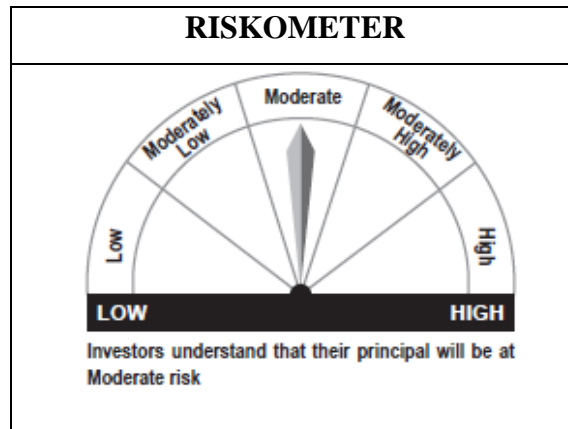 RISKOMETER
Moderate
Moderately
Low
Moderately
High
Low
High
LOW
HIGH
Investors understand that their principal will be at
Moderate risk